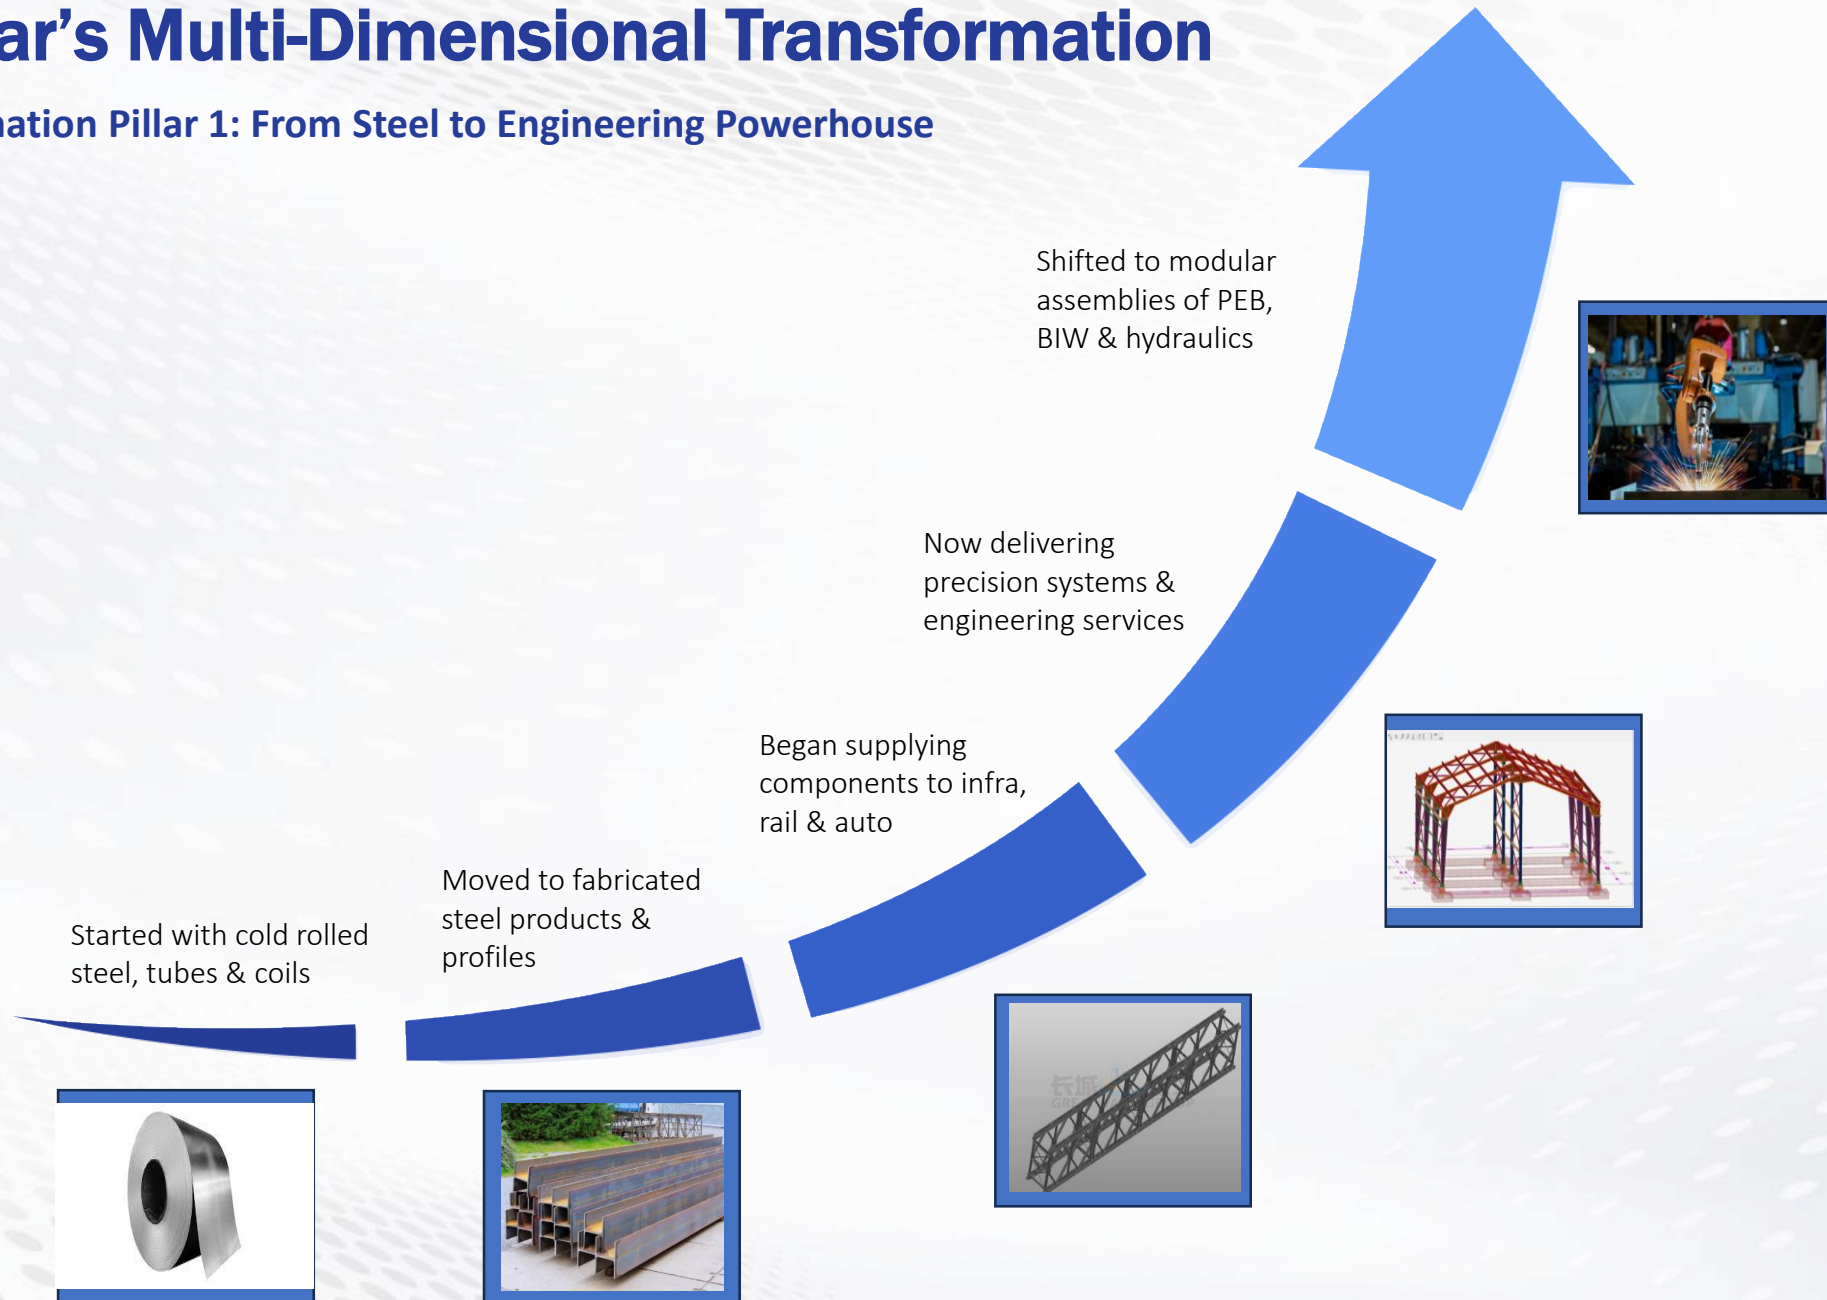 ar's Multi-Dimensional Transformation
ation Pillar 1: From Steel to Engineering Powerhouse
Shifted to modular
assemblies of PEB,
BIW & hydraulics
Now delivering
precision systems &
engineering services
Began supplying
components to infra,
rail & auto
Moved to fabricated
steel products &
profiles
Started with cold rolled
steel, tubes & coils
长城